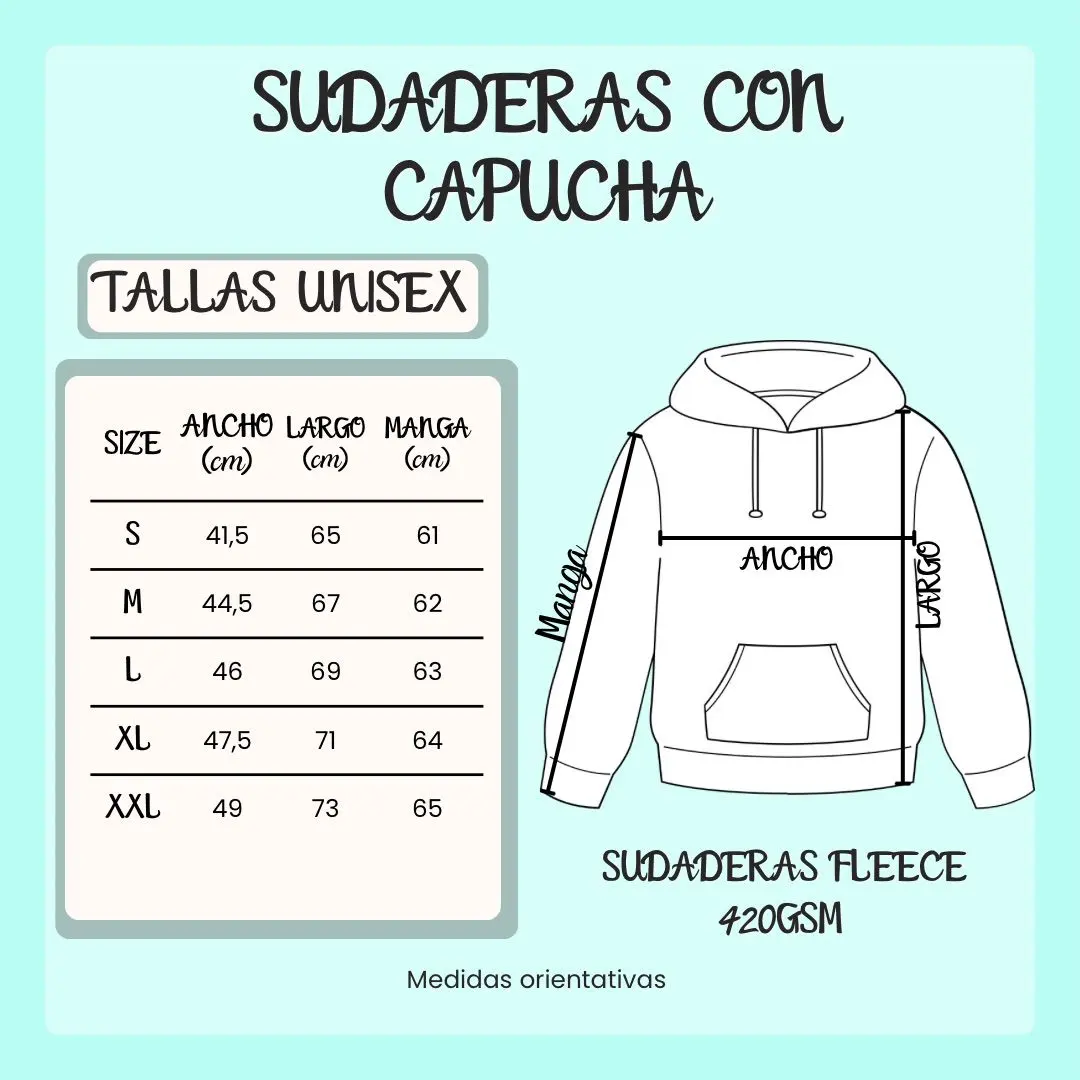 SUDADERAS CON
CAPUCHA
TALLAS UNISEX
SIZE ANCHO (cm) LARGO (cm) MANGA (cm)
S 41,5 65 61
M 44,5 67 62
L 46 69 63
XL 47,5 71 64
XXL 49 73 65
Manga
ANCHO
LARGO
SUDADERAS FLEECE
420GSM
Medidas orientativas